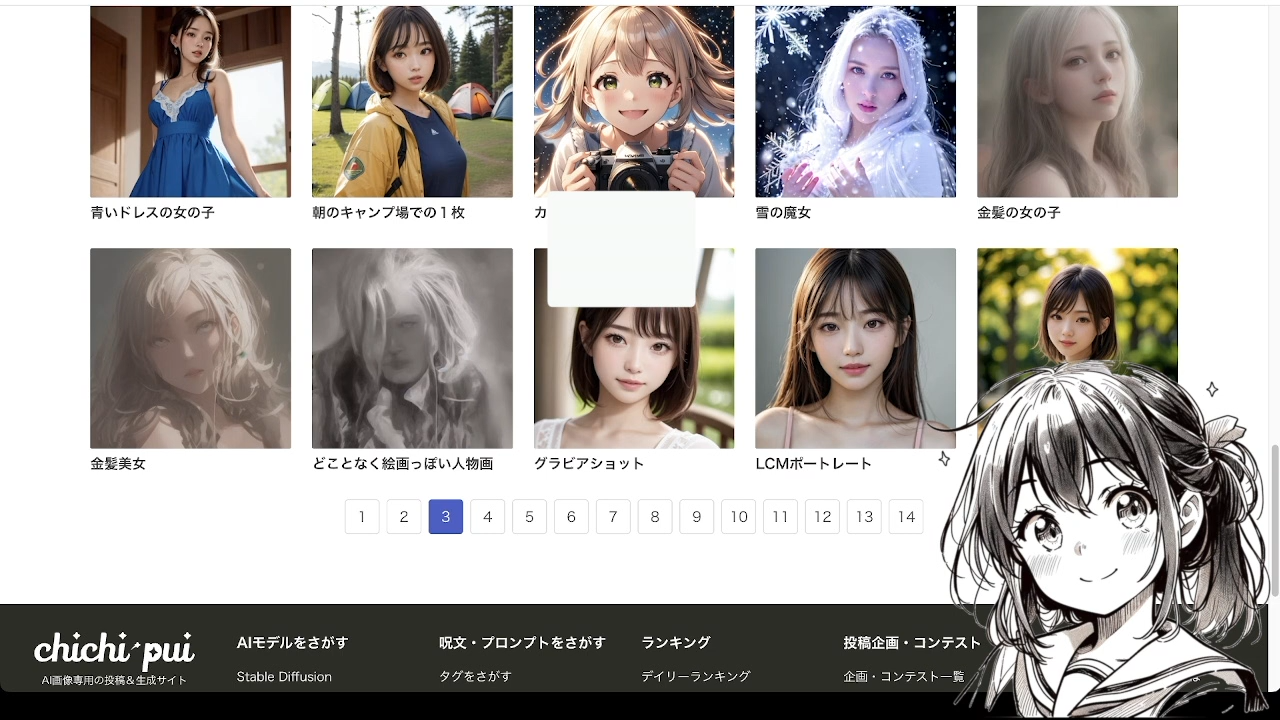 青いドレスの女の子
朝のキャンプ場での１枚
カ
雪の魔女
金髪の女の子
金髪美女
どことなく絵画っぽい人物画
グラビアショット
LCMポートレート
1 2 3 4 5 6 7 8 9 10 11 12 13 14
chichi-pui
AI画像専用の投稿＆生成サイト
AIモデルをさがす
Stable Diffusion
呪文・プロンプトをさがす
タグをさがす
ランキング
デイリーランキング
投稿企画・コンテスト
企画・コンテスト一覧